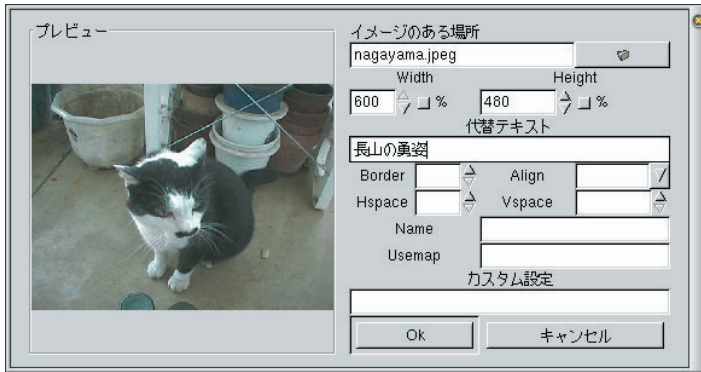 プレビュー
イメージのある場所
nagayama.jpeg
Width Height
600 % 480 %
代替テキスト
長山の勇姿
Border Align
Hspace Vspace
Name
Usemap
カスタム設定
Ok キャンセル